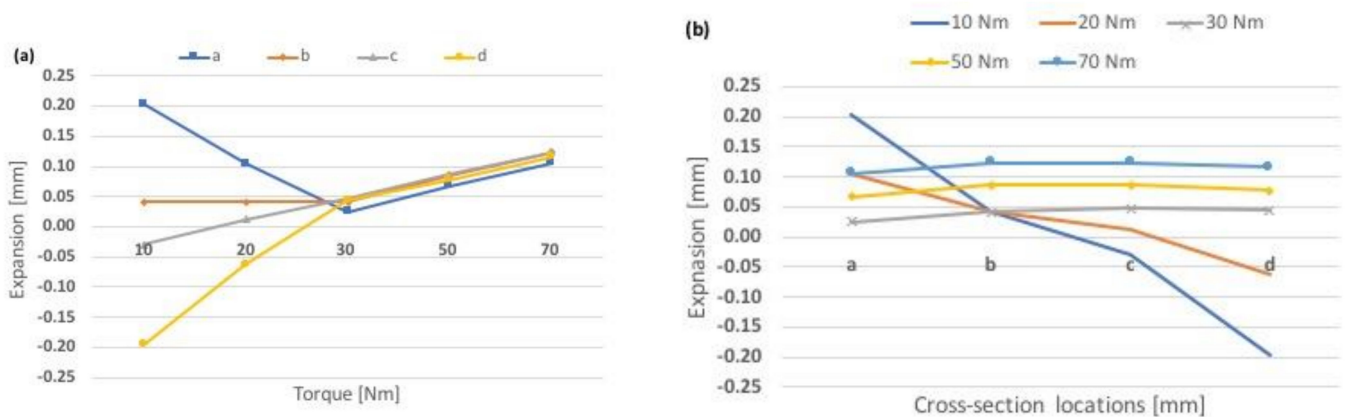 (a)
a b c d
0.25
0.20
0.15
0.10
0.05
0.00
-0.05
-0.10
-0.15
-0.20
-0.25
Expansion [mm]
10 20 30 50 70
Torque [Nm]
(b)
10 Nm 20 Nm 30 Nm
50 Nm 70 Nm
0.25
0.20
0.15
0.10
0.05
0.00
-0.05
-0.10
-0.15
-0.20
-0.25
Expnasion [mm]
a b c d
Cross-section locations [mm]